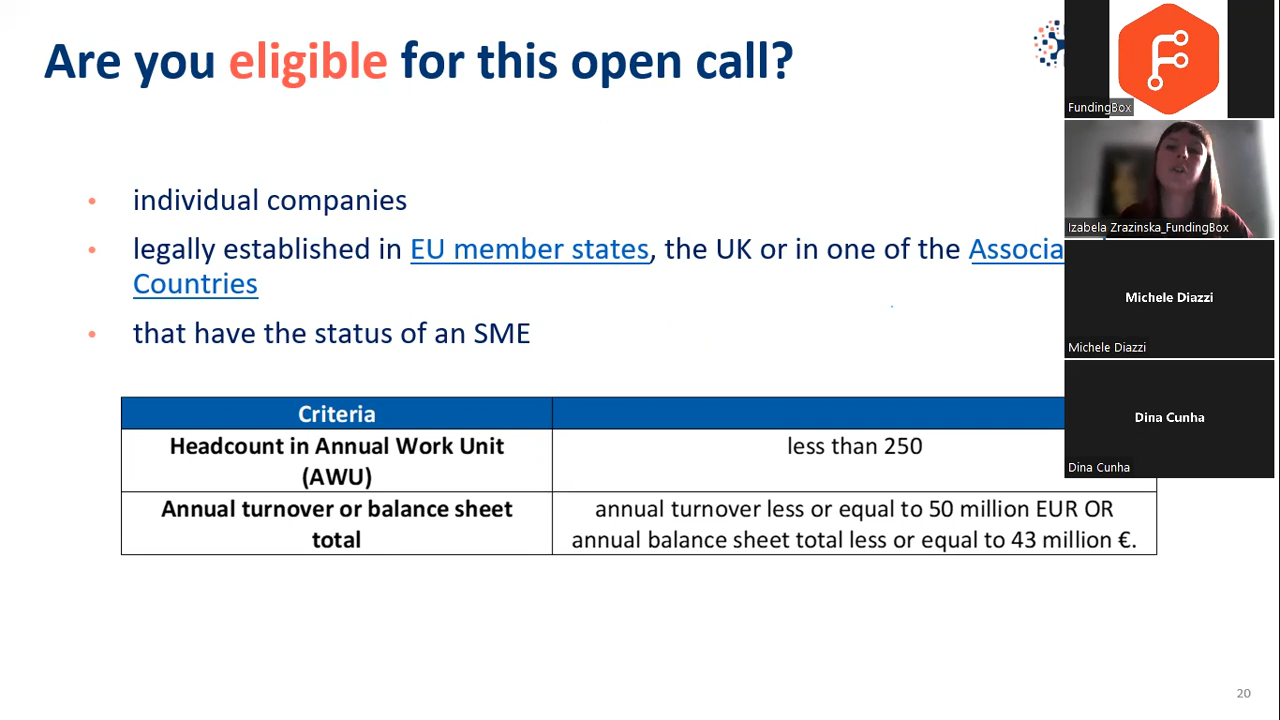 Are you eligible for this open call?
FundingBox
individual companies
Izabela Zrazinska_FundingBox
legally established in EU member states, the UK or in one of the
Countries
Michele Diazzi
that have the status of an SME
Michele Diazzi
Criteria
Dina Cunha
Headcount in Annual Work Unit
(AWU)
less than 250
Dina Cunha
Annual turnover or balance sheet
total
annual turnover less or equal to 50 million EUR OR
annual balance sheet total less or equal to 43 million €.
20